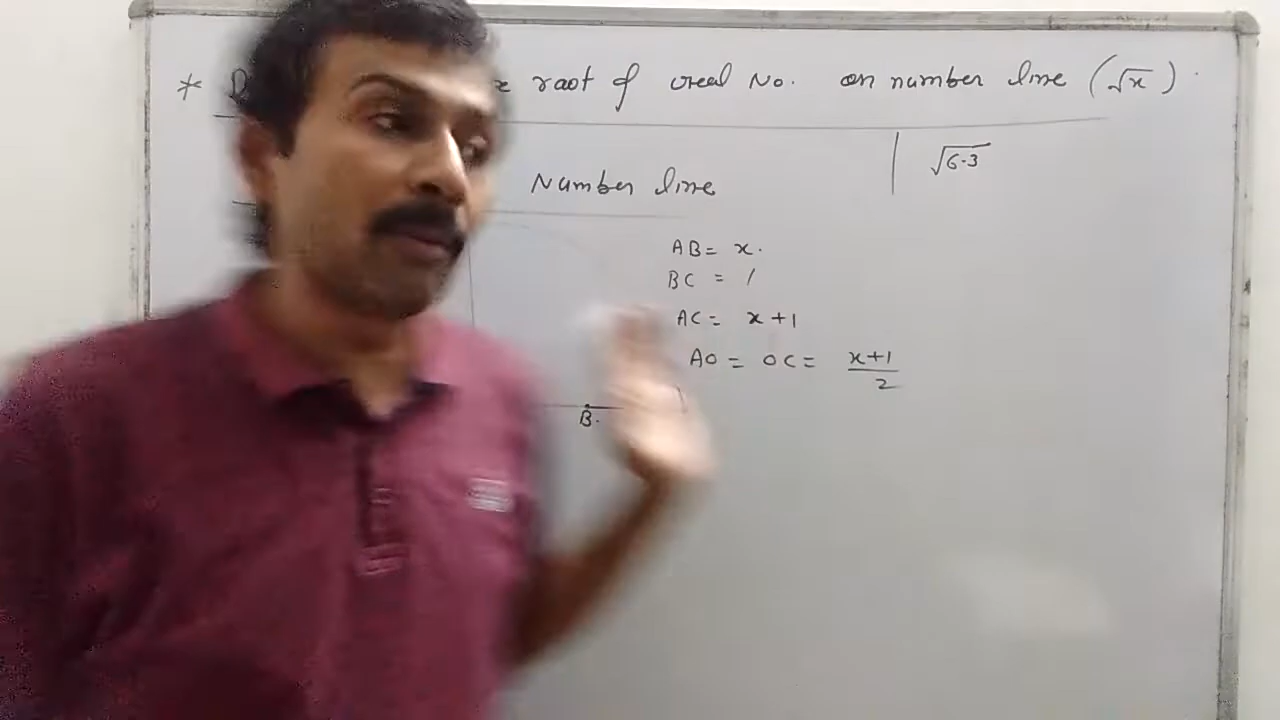 * D root of real No. on number line (√x).
√6.3
Number line
AB = x.
BC = 1
AC = x+1
AO = OC = x+1/2
B.